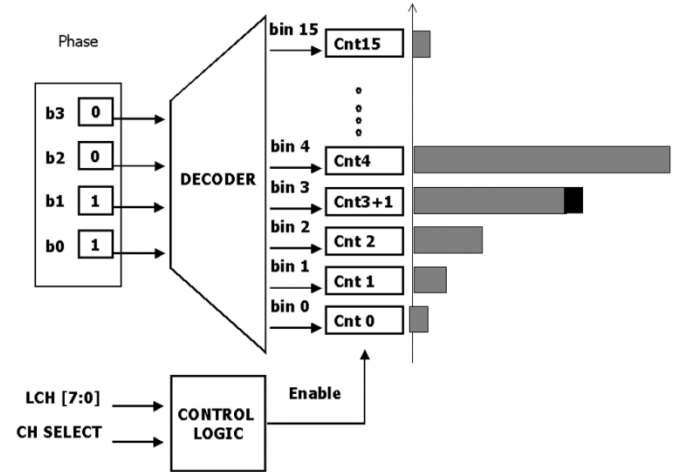 Phase
b3 0
b2 0
b1 1
b0 1
DECODER
bin 15 Cnt15
bin 4 Cnt4
bin 3 Cnt3+1
bin 2 Cnt 2
bin 1 Cnt 1
bin 0 Cnt 0
LCH [7:0]
CH SELECT
CONTROL
LOGIC
Enable